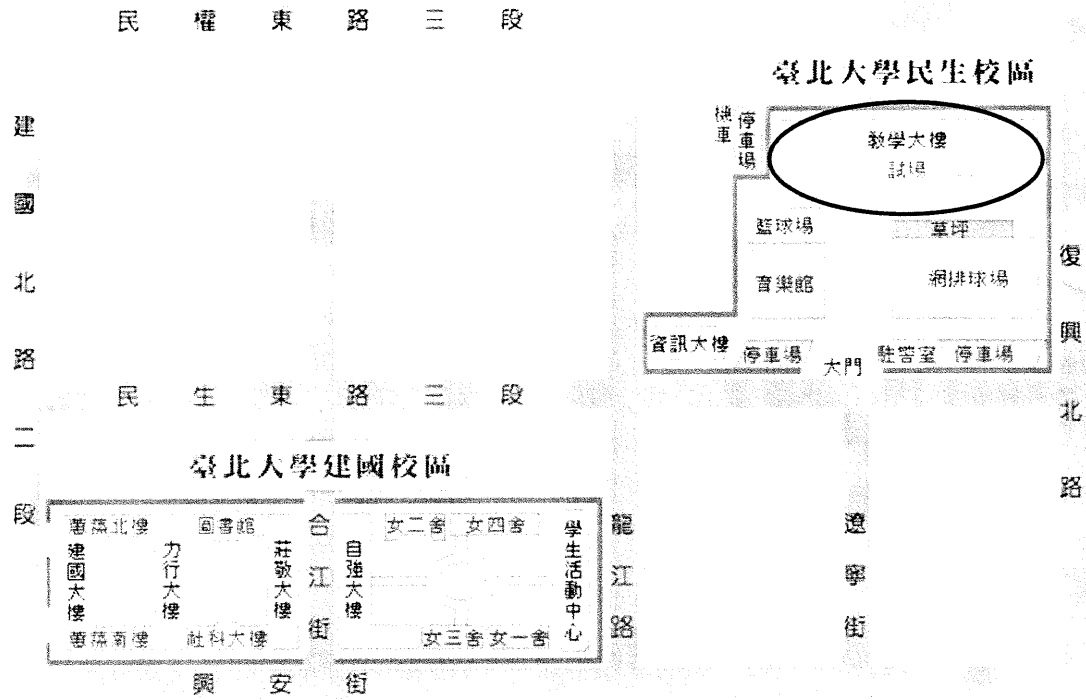 民權東路三段
臺北大學民生校區
建國北路二段
機車停車場
教學大樓
試場
籃球場
草坪
復興北路
音樂館
網排球場
資訊大樓
停車場
大門
駐警室
停車場
民生東路三段
臺北大學建國校區
蓄藻北樓
圖書館
合江街
女二舍
女四舍
學生活動中心
龍江路
遼寧街
建國大樓
力行大樓
莊敬大樓
自強大樓
社科大樓
女三舍
女一舍
興安街